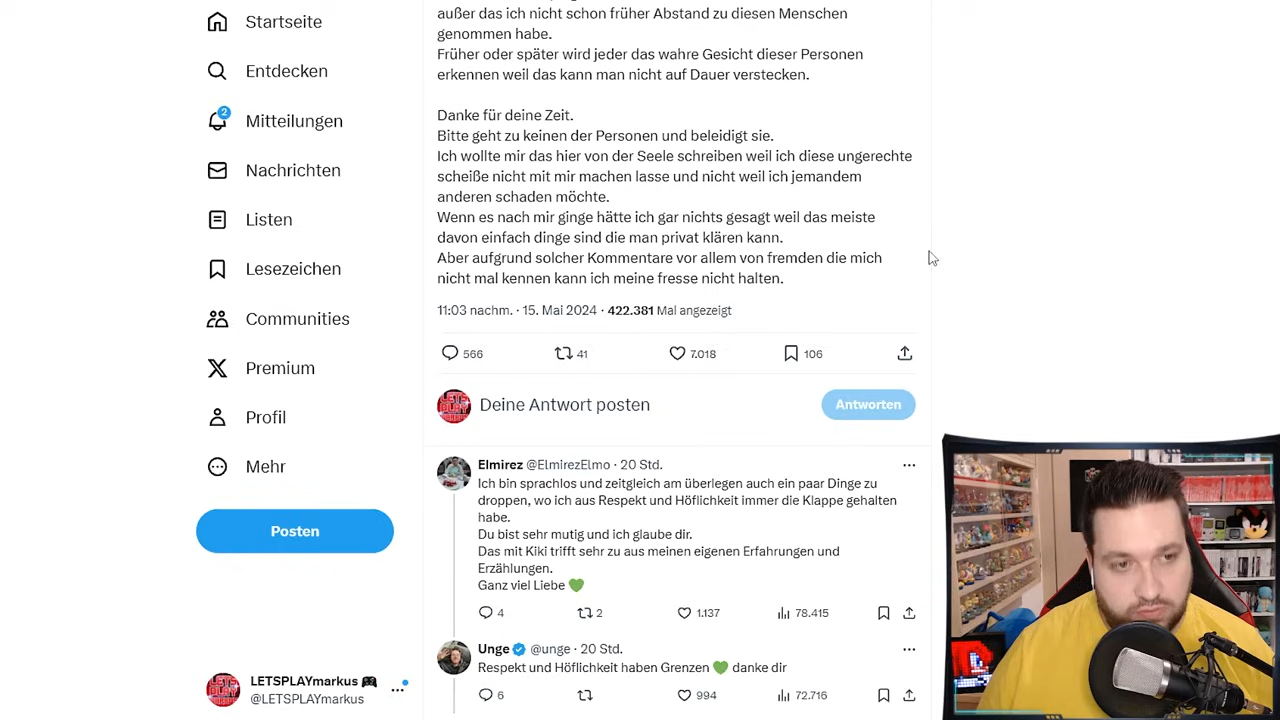 Startseite
Entdecken
2
Mitteilungen
Nachrichten
Listen
Lesezeichen
Communities
Premium
Profil
Mehr
Posten
LETSPLAYmarkus 🎮
@LETSPLAYmarkus
außer das ich nicht schon früher Abstand zu diesen Menschen
genommen habe.
Früher oder später wird jeder das wahre Gesicht dieser Personen
erkennen weil das kann man nicht auf Dauer verstecken.
Danke für deine Zeit.
Bitte geht zu keinen der Personen und beleidigt sie.
Ich wollte mir das hier von der Seele schreiben weil ich diese ungerechte
scheiße nicht mit mir machen lasse und nicht weil ich jemandem
anderen schaden möchte.
Wenn es nach mir ginge hätte ich gar nichts gesagt weil das meiste
davon einfach dinge sind die man privat klären kann.
Aber aufgrund solcher Kommentare vor allem von fremden die mich
nicht mal kennen kann ich meine fresse nicht halten.
11:03 nachm. · 15. Mai 2024 · 422.381 Mal angezeigt
566 41 7.018 106
Deine Antwort posten
Antworten
Elmirez @ElmirezElmo · 20 Std.
Ich bin sprachlos und zeitgleich am überlegen auch ein paar Dinge zu
droppen, wo ich aus Respekt und Höflichkeit immer die Klappe gehalten
habe.
Du bist sehr mutig und ich glaube dir.
Das mit Kiki trifft sehr zu aus meinen eigenen Erfahrungen und
Erzählungen.
Ganz viel Liebe 💚
4 2 1.137 78.415
Unge @unge · 20 Std.
Respekt und Höflichkeit haben Grenzen 💚 danke dir
6 994 72.716